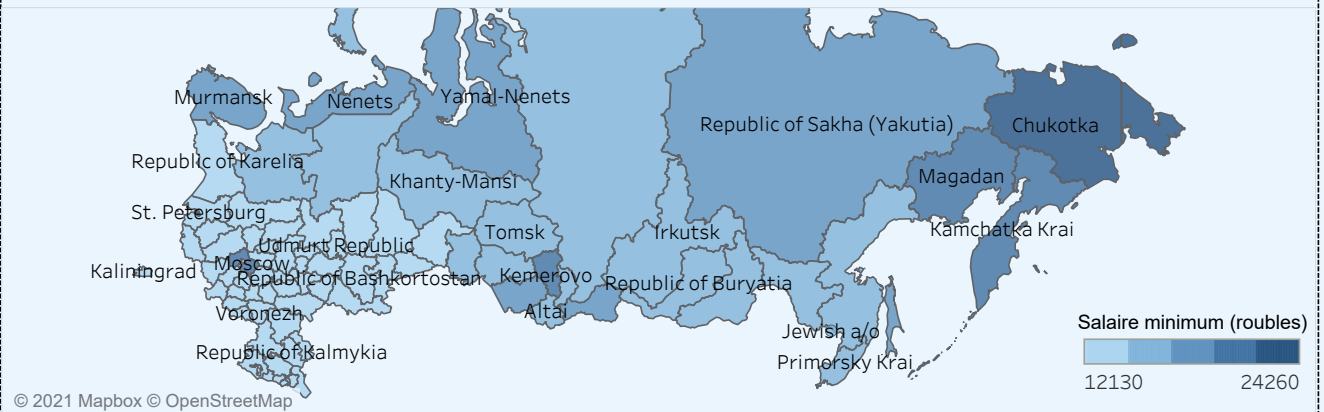 Murmansk
Nenets
Yamal-Nenets
Republic of Sakha (Yakutia)
Chukotka
Republic of Karelia
Khanty-Mansi
Magadan
St. Petersburg
Tomsk
Irkutsk
Kamchatka Krai
Udmurt Republic
Moscow
Kaliningrad
Republic of Bashkortostan
Kemerovo
Republic of Buryatia
Voronezh
Altai
Jewish a/o
Republic of Kalmykia
Primorsky Krai
Salaire minimum (roubles)
12130 24260
© 2021 Mapbox © OpenStreetMap